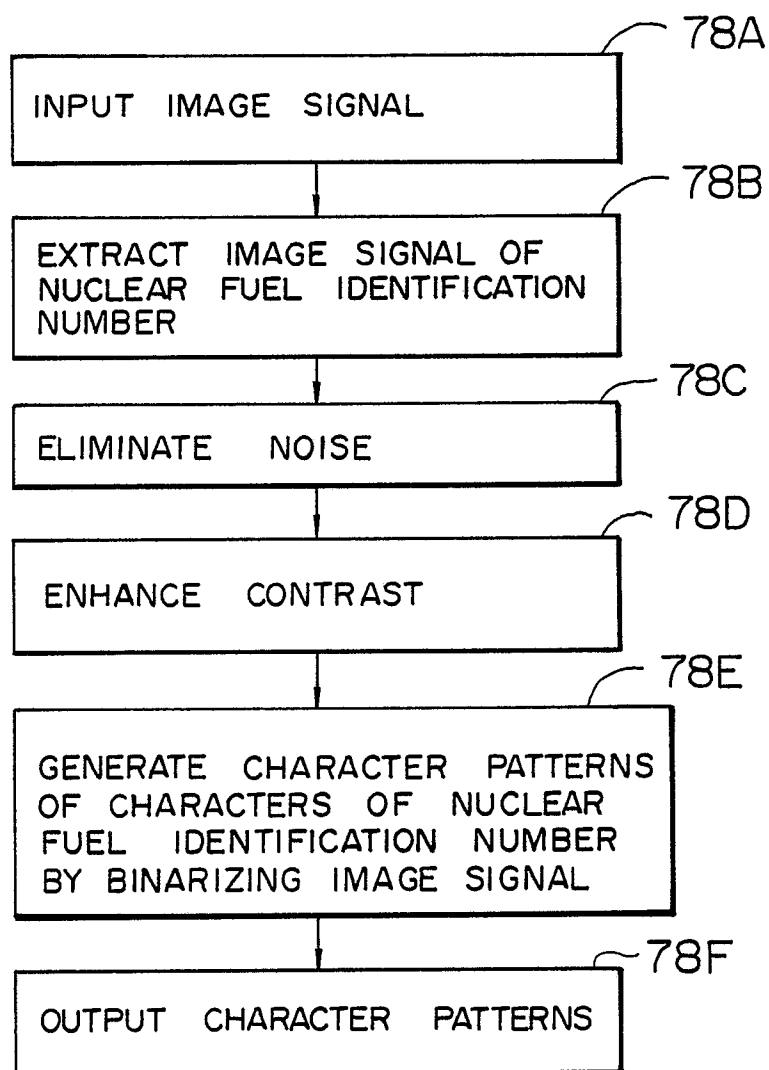 78A
INPUT IMAGE SIGNAL
78B
EXTRACT IMAGE SIGNAL OF
NUCLEAR FUEL IDENTIFICATION
NUMBER
78C
ELIMINATE NOISE
78D
ENHANCE CONTRAST
78E
GENERATE CHARACTER PATTERNS
OF CHARACTERS OF NUCLEAR
FUEL IDENTIFICATION NUMBER
BY BINARIZING IMAGE SIGNAL
78F
OUTPUT CHARACTER PATTERNS